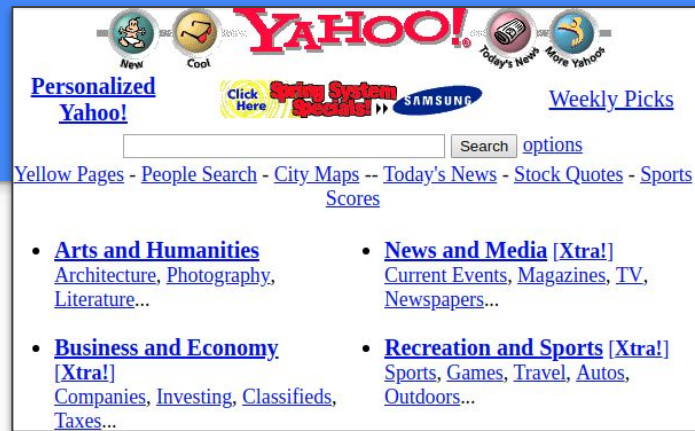 YAHOO!
New
Cool
Today's News
More Yahoos
Personalized
Yahoo!
Click
Here
Spring System
Specials!
SAMSUNG
Weekly Picks
Search options
Yellow Pages - People Search - City Maps -- Today's News - Stock Quotes - Sports
Scores
• Arts and Humanities
Architecture, Photography,
Literature...
• News and Media [Xtra!]
Current Events, Magazines, TV,
Newspapers...
• Business and Economy
[Xtra!]
Companies, Investing, Classifieds,
Taxes...
• Recreation and Sports [Xtra!]
Sports, Games, Travel, Autos,
Outdoors...